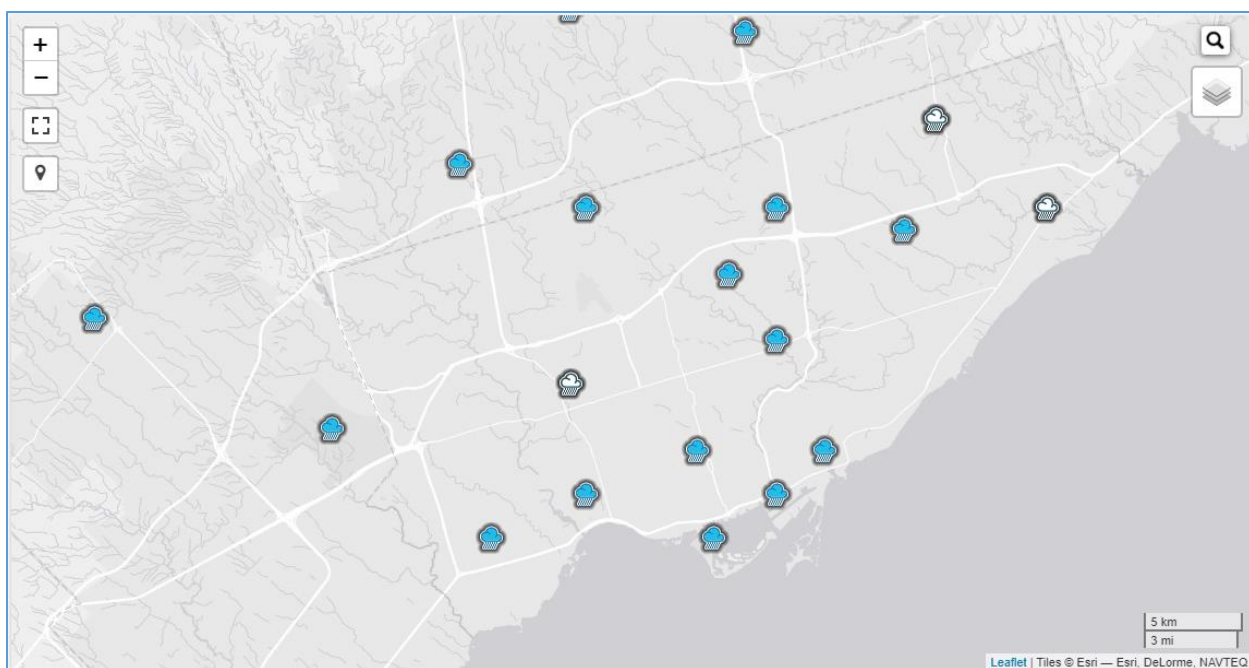 +
−
5 km
3 mi
Leaflet | Tiles © Esri — Esri, DeLorme, NAVTEQ